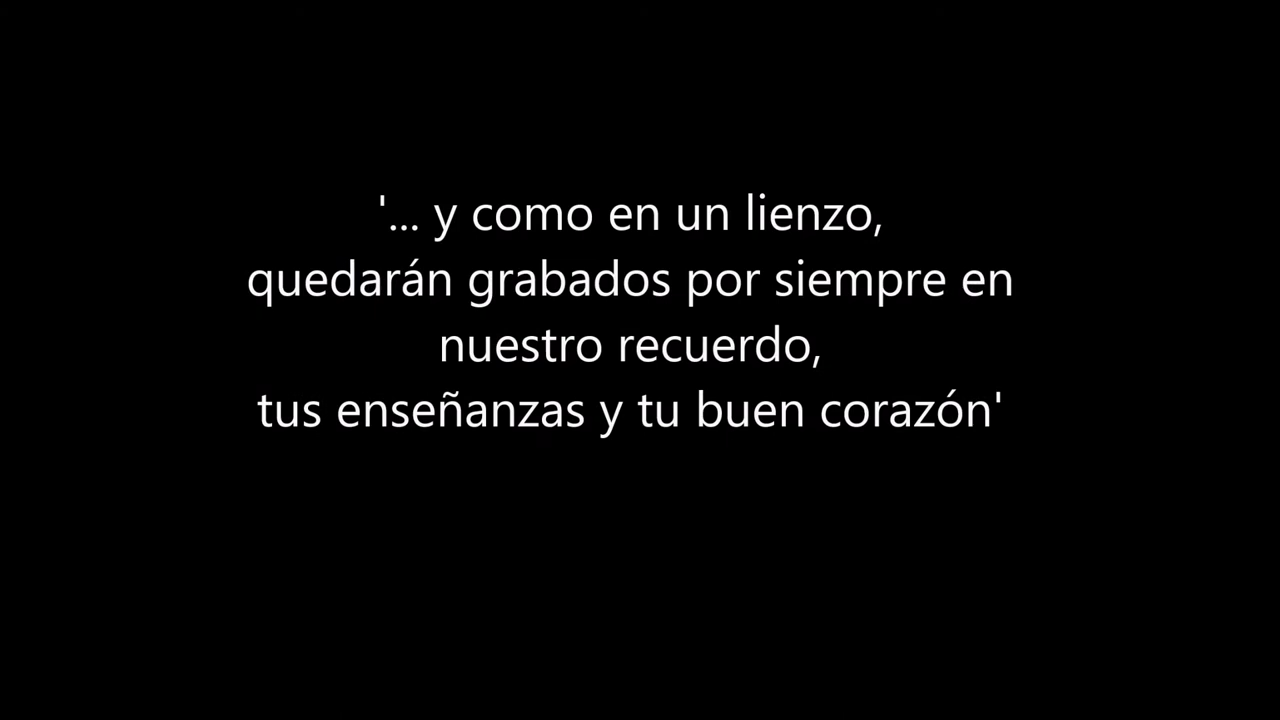 '... y como en un lienzo,
quedarán grabados por siempre en
nuestro recuerdo,
tus enseñanzas y tu buen corazón'